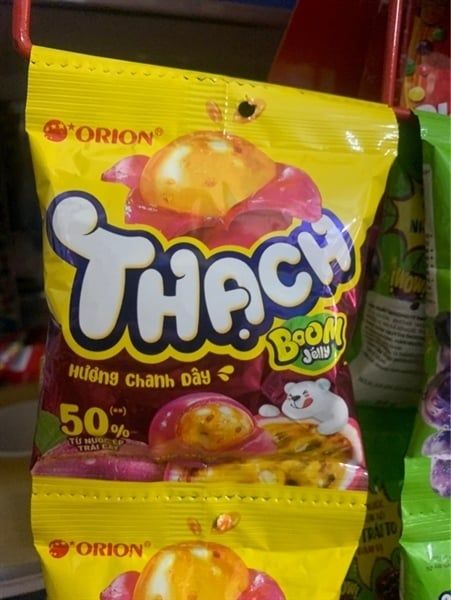 ORION®
THẠCH
BOOM
Jelly
Hương Chanh Dây
50%(**)
TỪ NƯỚC ÉP
TRÁI CÂY
ORION®